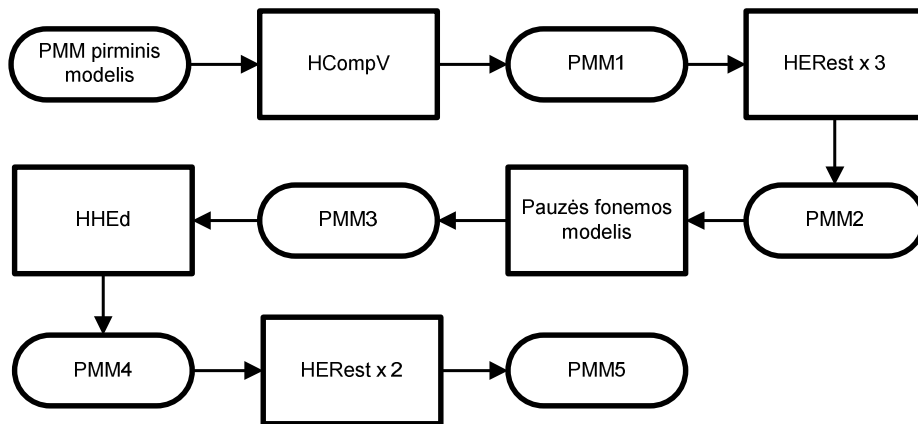 PMM pirminis
modelis
HCompV
PMM1
HERest x 3
HHEd
PMM3
Pauzės fonemos
modelis
PMM2
PMM4
HERest x 2
PMM5